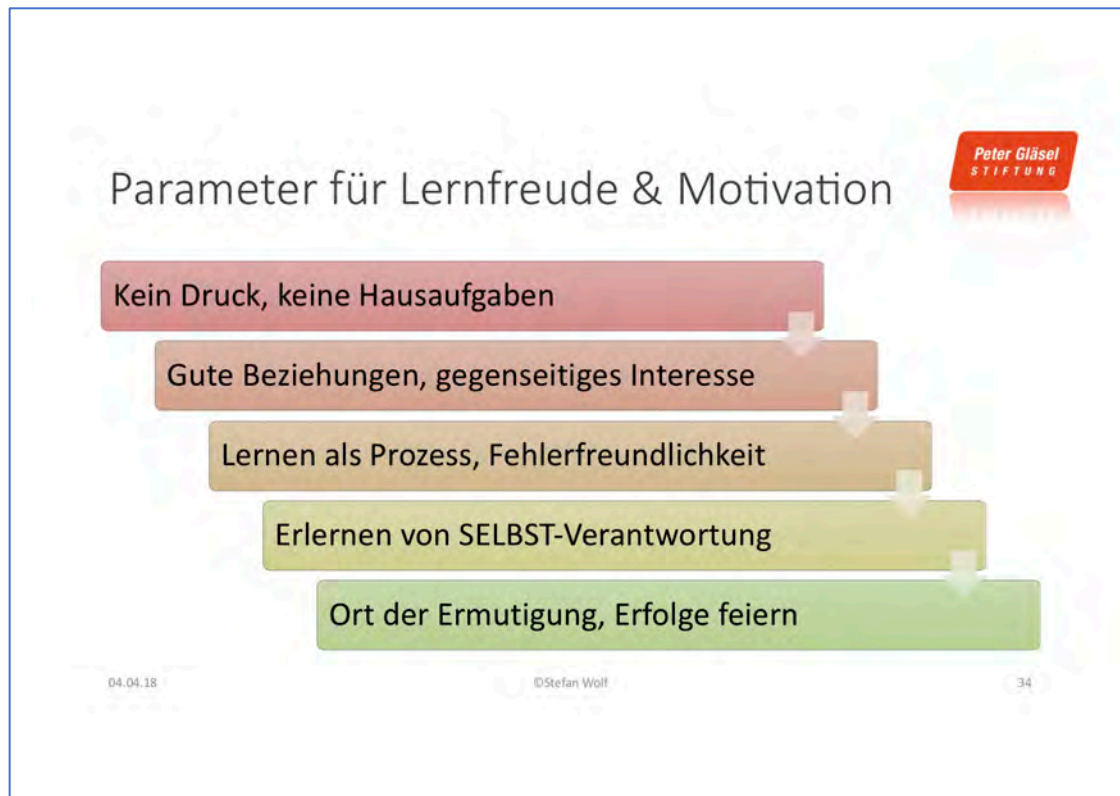 Peter Gläsel
STIFTUNG
Parameter für Lernfreude & Motivation
Kein Druck, keine Hausaufgaben
Gute Beziehungen, gegenseitiges Interesse
Lernen als Prozess, Fehlerfreundlichkeit
Erlernen von SELBST-Verantwortung
Ort der Ermutigung, Erfolge feiern
04.04.18
©Stefan Wolf
34